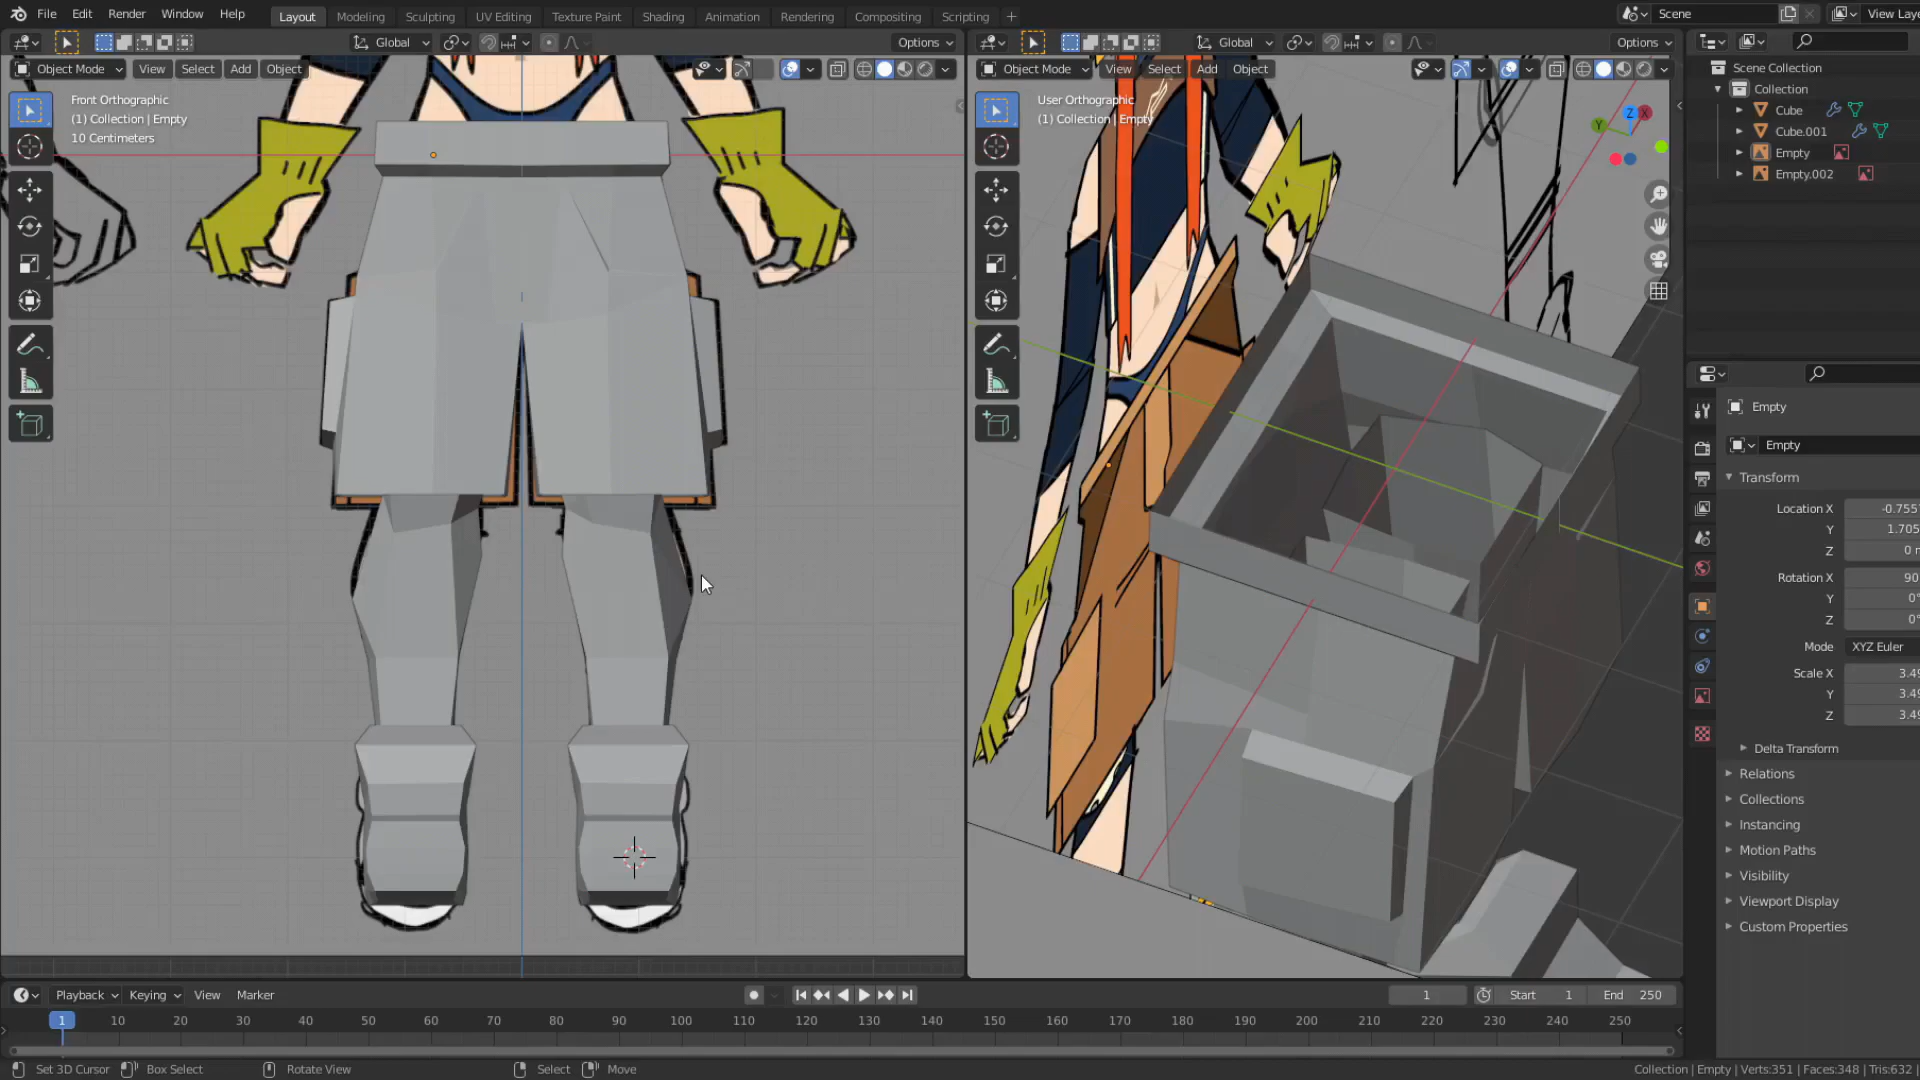 File Edit Render Window Help Layout Modeling Sculpting UV Editing Texture Paint Shading Animation Rendering Compositing Scripting + Scene View Laye
Global Options Global Options
Object Mode View Select Add Object Object Mode View Select Add Object
Front Orthographic
(1) Collection | Empty
10 Centimeters
User Orthographic
(1) Collection | Empty
X
Y
Z
Scene Collection
Collection
Cube
Cube.001
Empty
Empty.002
Empty
Empty
Transform
Location X -0.755
Y 1.705
Z 0 m
Rotation X 90
Y 0°
Z 0°
Mode XYZ Euler
Scale X 3.49
Y 3.49
Z 3.49
Delta Transform
Relations
Collections
Instancing
Motion Paths
Visibility
Viewport Display
Custom Properties
Playback Keying View Marker 1 Start 1 End 250
1 10 20 30 40 50 60 70 80 90 100 110 120 130 140 150 160 170 180 190 200 210 220 230 240 250
Set 3D Cursor Box Select Rotate View Select Move Collection | Empty | Verts:351 | Faces:348 | Tris:632